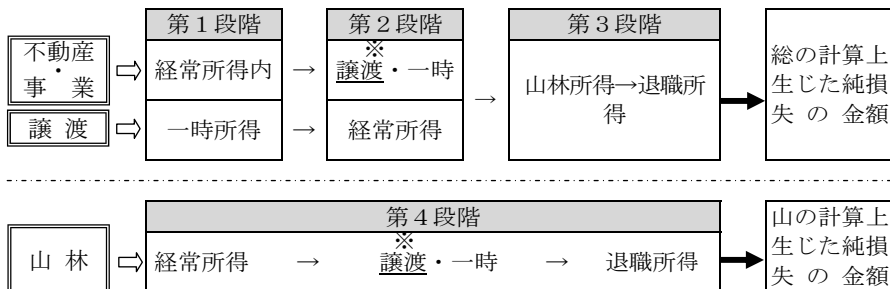 第１段階
第２段階
第３段階
不動産
・
事　業
⇨
経常所得内
→
※
譲渡・一時
→
山林所得→退職所
得
総の計算上
生じた純損
失 の 金額
譲 渡
⇨
一時所得
→
経常所得
第４段階
山 林
⇨
経常所得
→
※
譲渡・一時
→
退職所得
山の計算上
生じた純損
失 の 金額